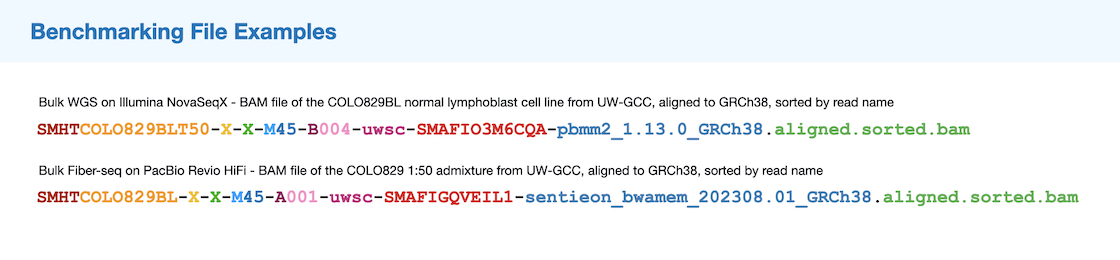 Benchmarking File Examples
Bulk WGS on Illumina NovaSeqX - BAM file of the COLO829BL normal lymphoblast cell line from UW-GCC, aligned to GRCh38, sorted by read name
SMHTCOLO829BLT50-X-X-M45-B004-uwsc-SMAFIO3M6CQA-pbmm2_1.13.0_GRCh38.aligned.sorted.bam
Bulk Fiber-seq on PacBio Revio HiFi - BAM file of the COLO829 1:50 admixture from UW-GCC, aligned to GRCh38, sorted by read name
SMHTCOLO829BL-X-X-M45-A001-uwsc-SMAFIGQVEIL1-sentieon_bwamem_202308.01_GRCh38.aligned.sorted.bam